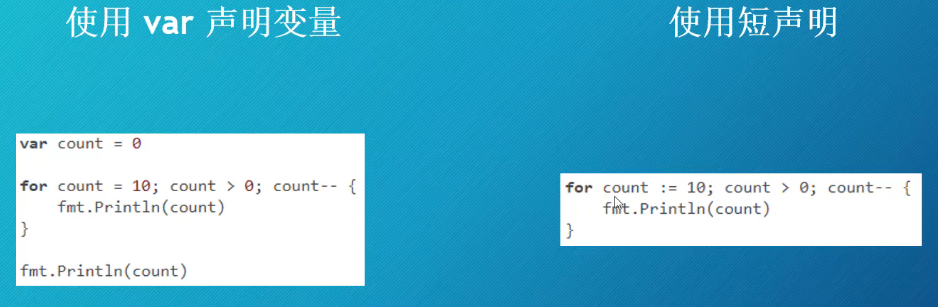 使用 var 声明变量
var count = 0
for count = 10; count > 0; count-- {
    fmt.Println(count)
}
fmt.Println(count)
使用短声明
for count := 10; count > 0; count-- {
    fmt.Println(count)
}